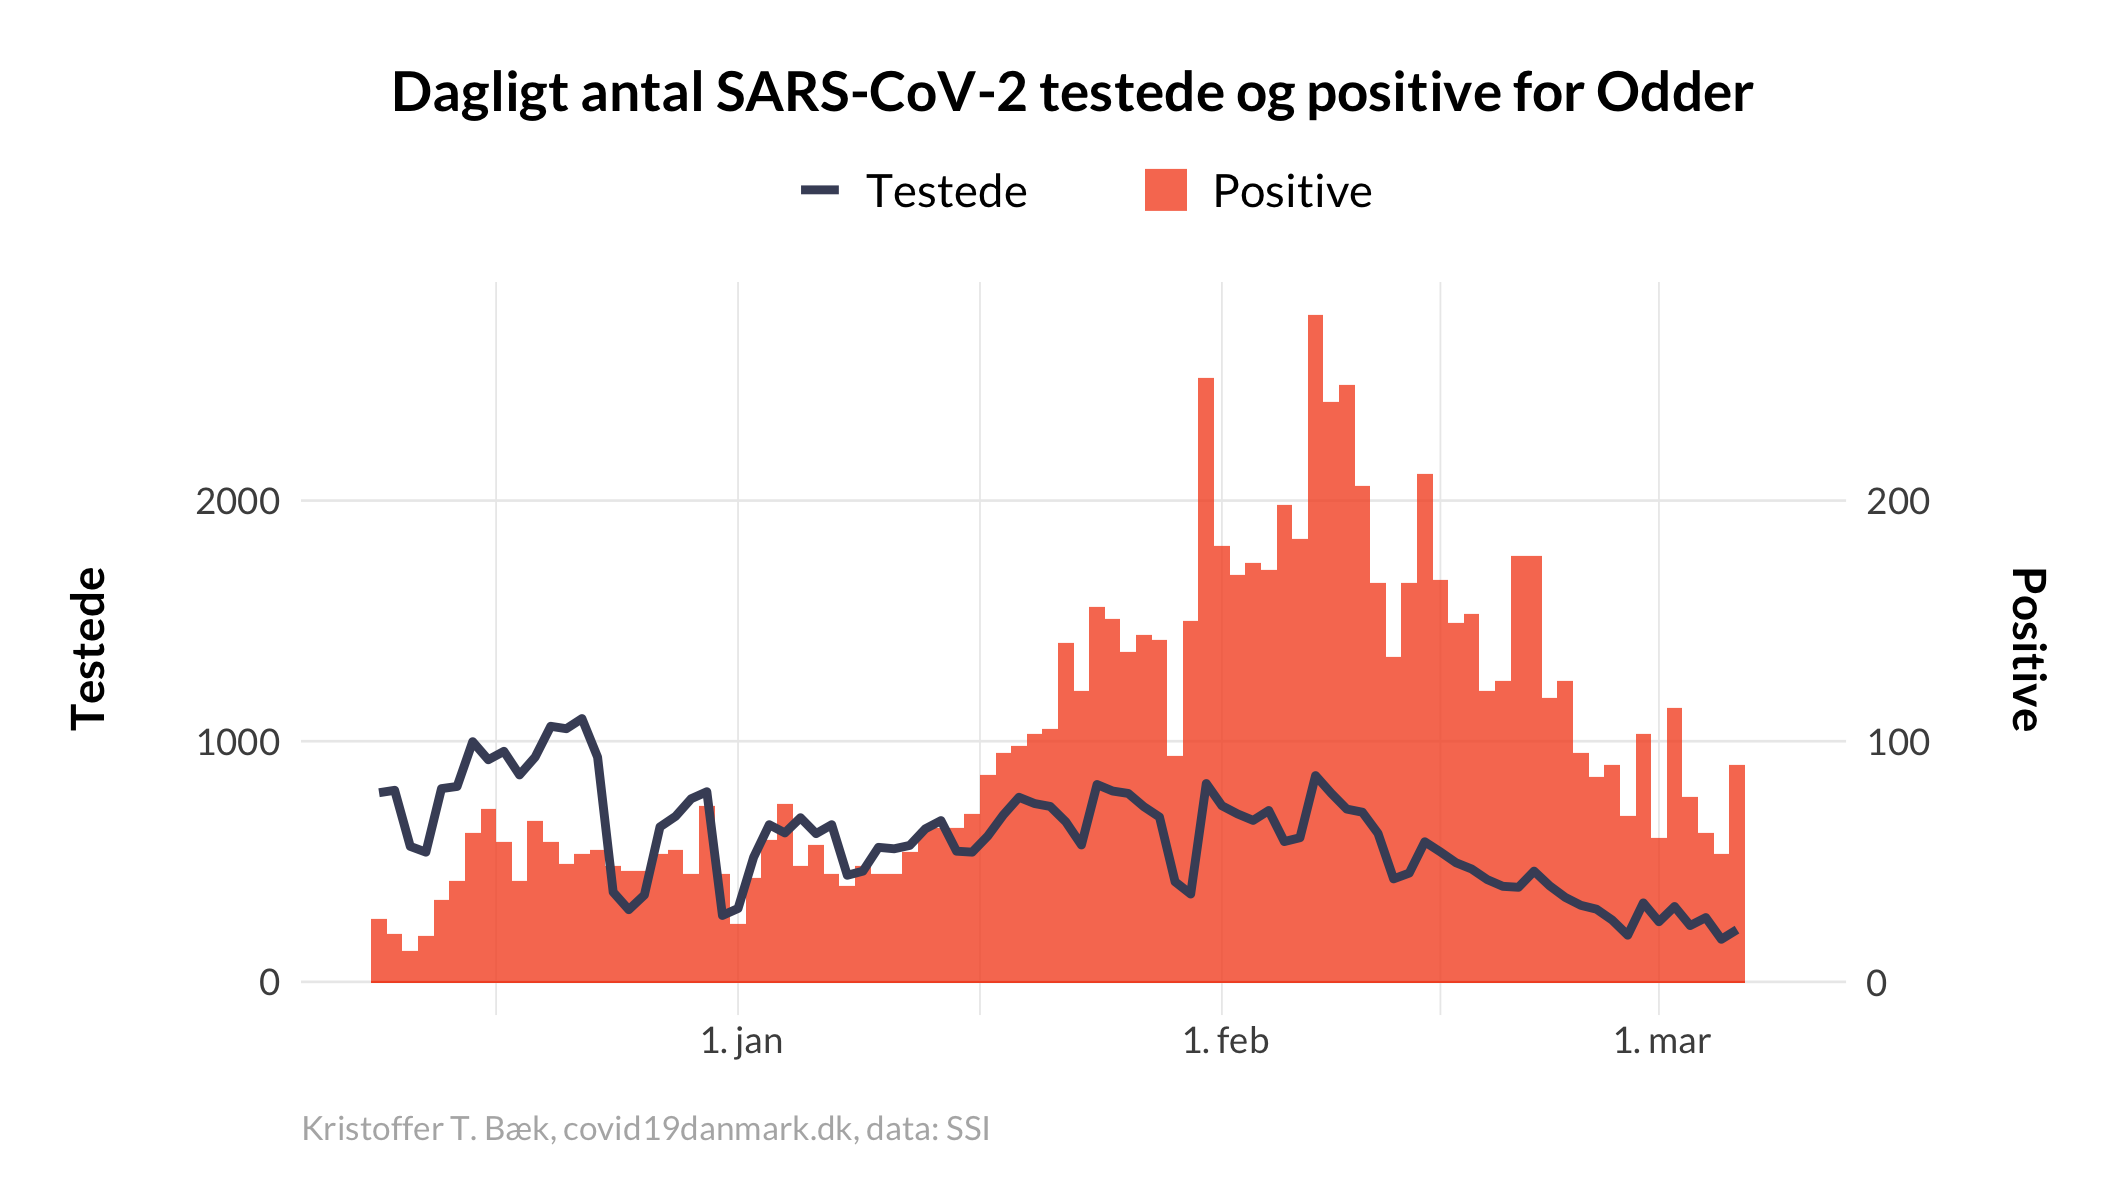 Dagligt antal SARS-CoV-2 testede og positive for Odder
Testede
Positive
2000
1000
0
Testede
200
100
0
Positive
1. jan
1. feb
1. mar
Kristoffer T. Bæk, covid19danmark.dk, data: SSI